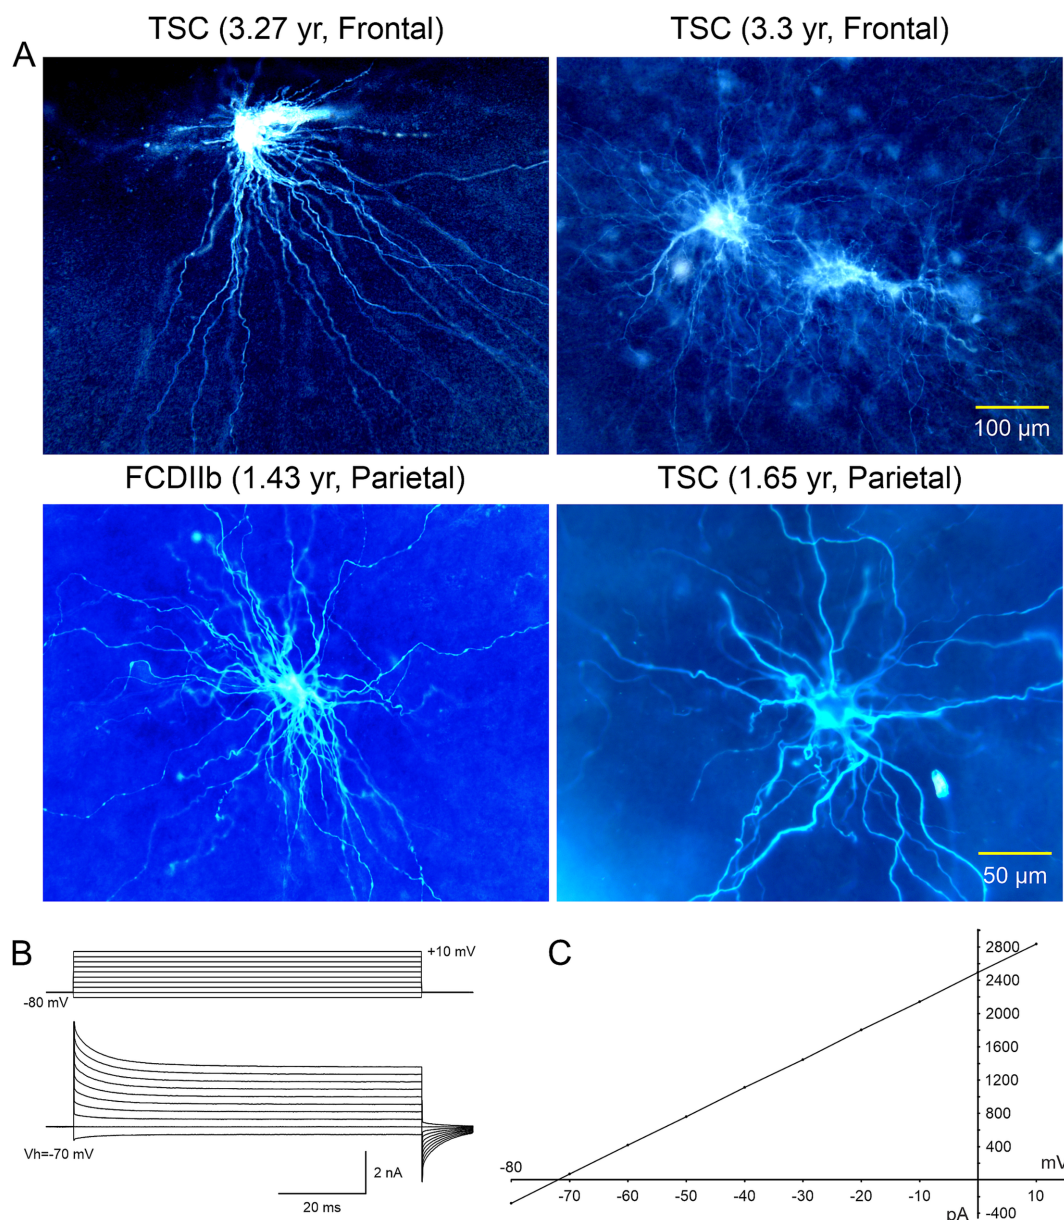 TSC (3.27 yr, Frontal)
TSC (3.3 yr, Frontal)
A
100 µm
FCDIIb (1.43 yr, Parietal)
TSC (1.65 yr, Parietal)
50 µm
B
+10 mV
-80 mV
Vh=-70 mV
2 nA
20 ms
C
2800
2400
2000
1600
1200
800
400
-80
mV
-70
-60
-50
-40
-30
-20
-10
10
pA
-400